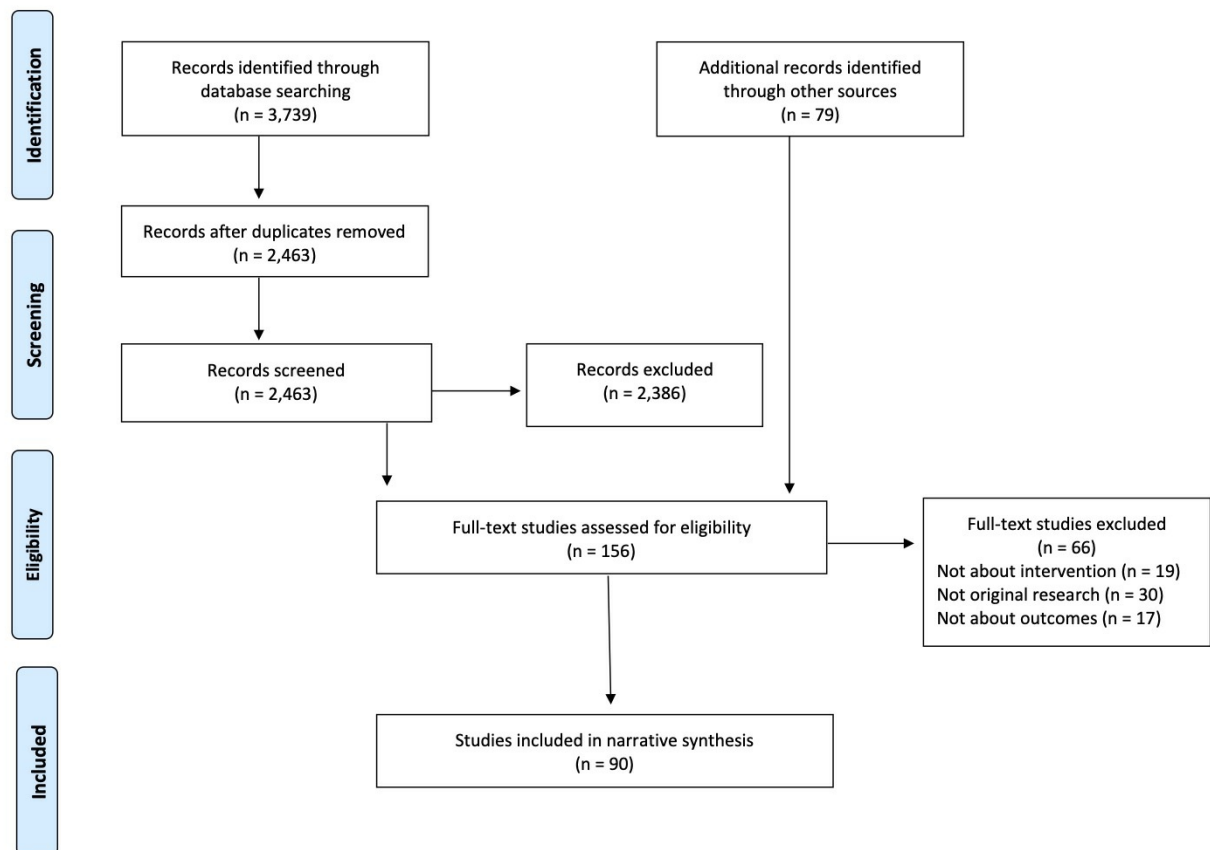 Identification
Records identified through
database searching
(n = 3,739)
Additional records identified
through other sources
(n = 79)
Screening
Records after duplicates removed
(n = 2,463)
Records screened
(n = 2,463)
Records excluded
(n = 2,386)
Eligibility
Full-text studies assessed for eligibility
(n = 156)
Full-text studies excluded
(n = 66)
Not about intervention (n = 19)
Not original research (n = 30)
Not about outcomes (n = 17)
Included
Studies included in narrative synthesis
(n = 90)